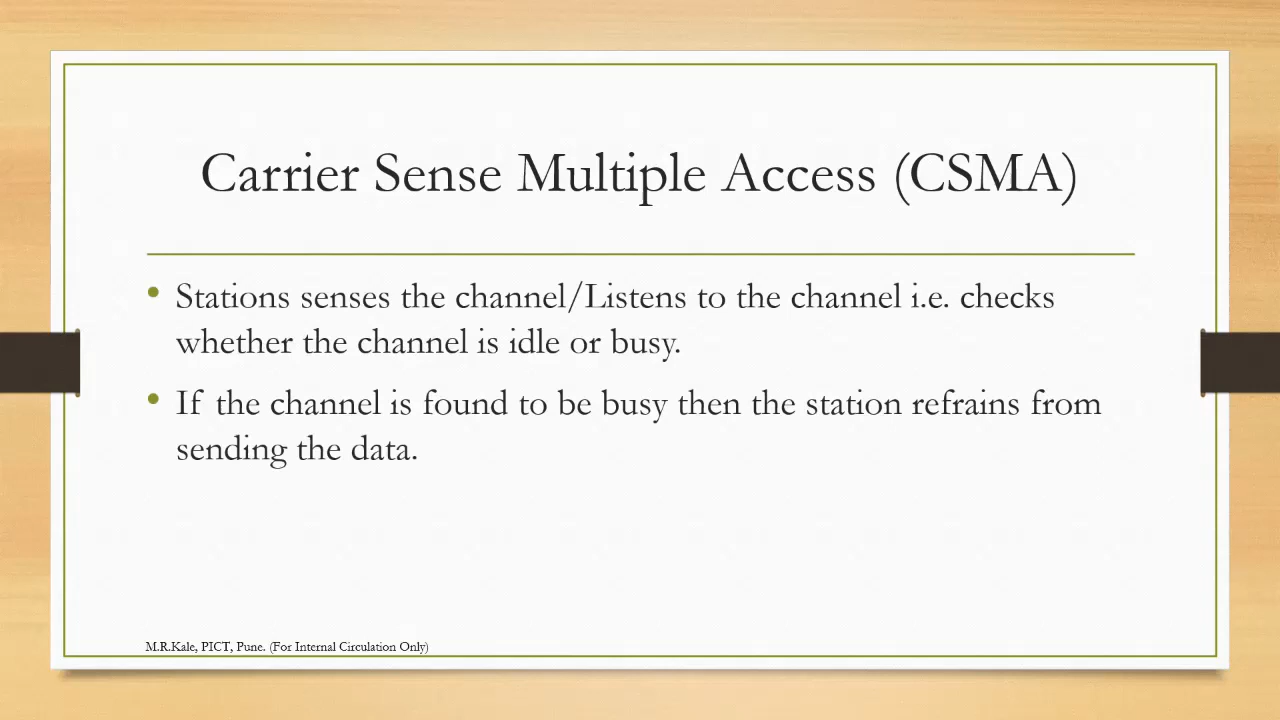 Carrier Sense Multiple Access (CSMA)
• Stations senses the channel/Listens to the channel i.e. checks
whether the channel is idle or busy.
• If the channel is found to be busy then the station refrains from
sending the data.
M.R.Kale, PICT, Pune. (For Internal Circulation Only)